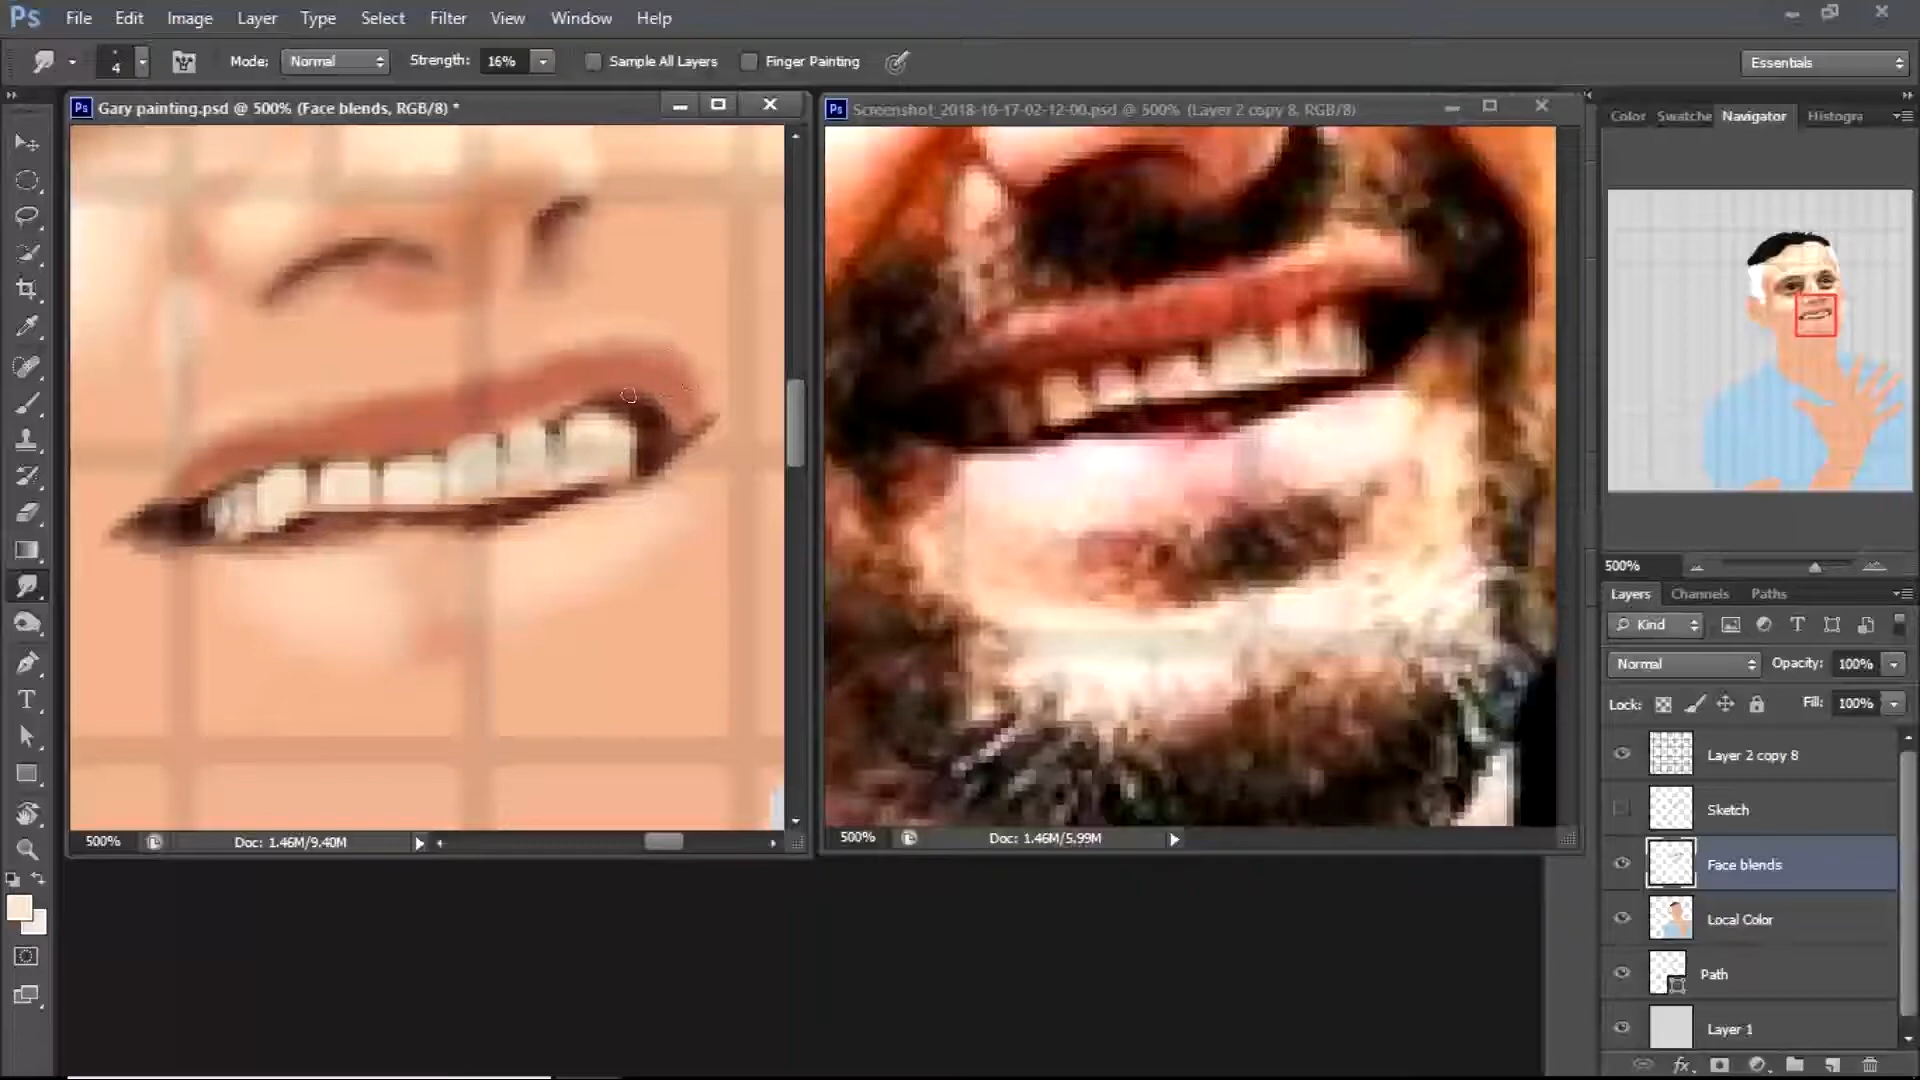 Ps File Edit Image Layer Type Select Filter View Window Help
4 Mode: Normal Strength: 16% Sample All Layers Finger Painting Essentials
Ps Gary painting.psd @ 500% (Face blends, RGB/8) *
Ps Screenshot_2018-10-17-02-12-00.psd @ 500% (Layer 2 copy 8, RGB/8)
Color Swatche Navigator Histogra
500%
Layers Channels Paths
Kind T
Normal Opacity: 100%
Lock: Fill: 100%
Layer 2 copy 8
Sketch
Face blends
Local Color
Path
Layer 1
fx
T
500% Doc: 1.46M/9.40M
500% Doc: 1.46M/5.99M